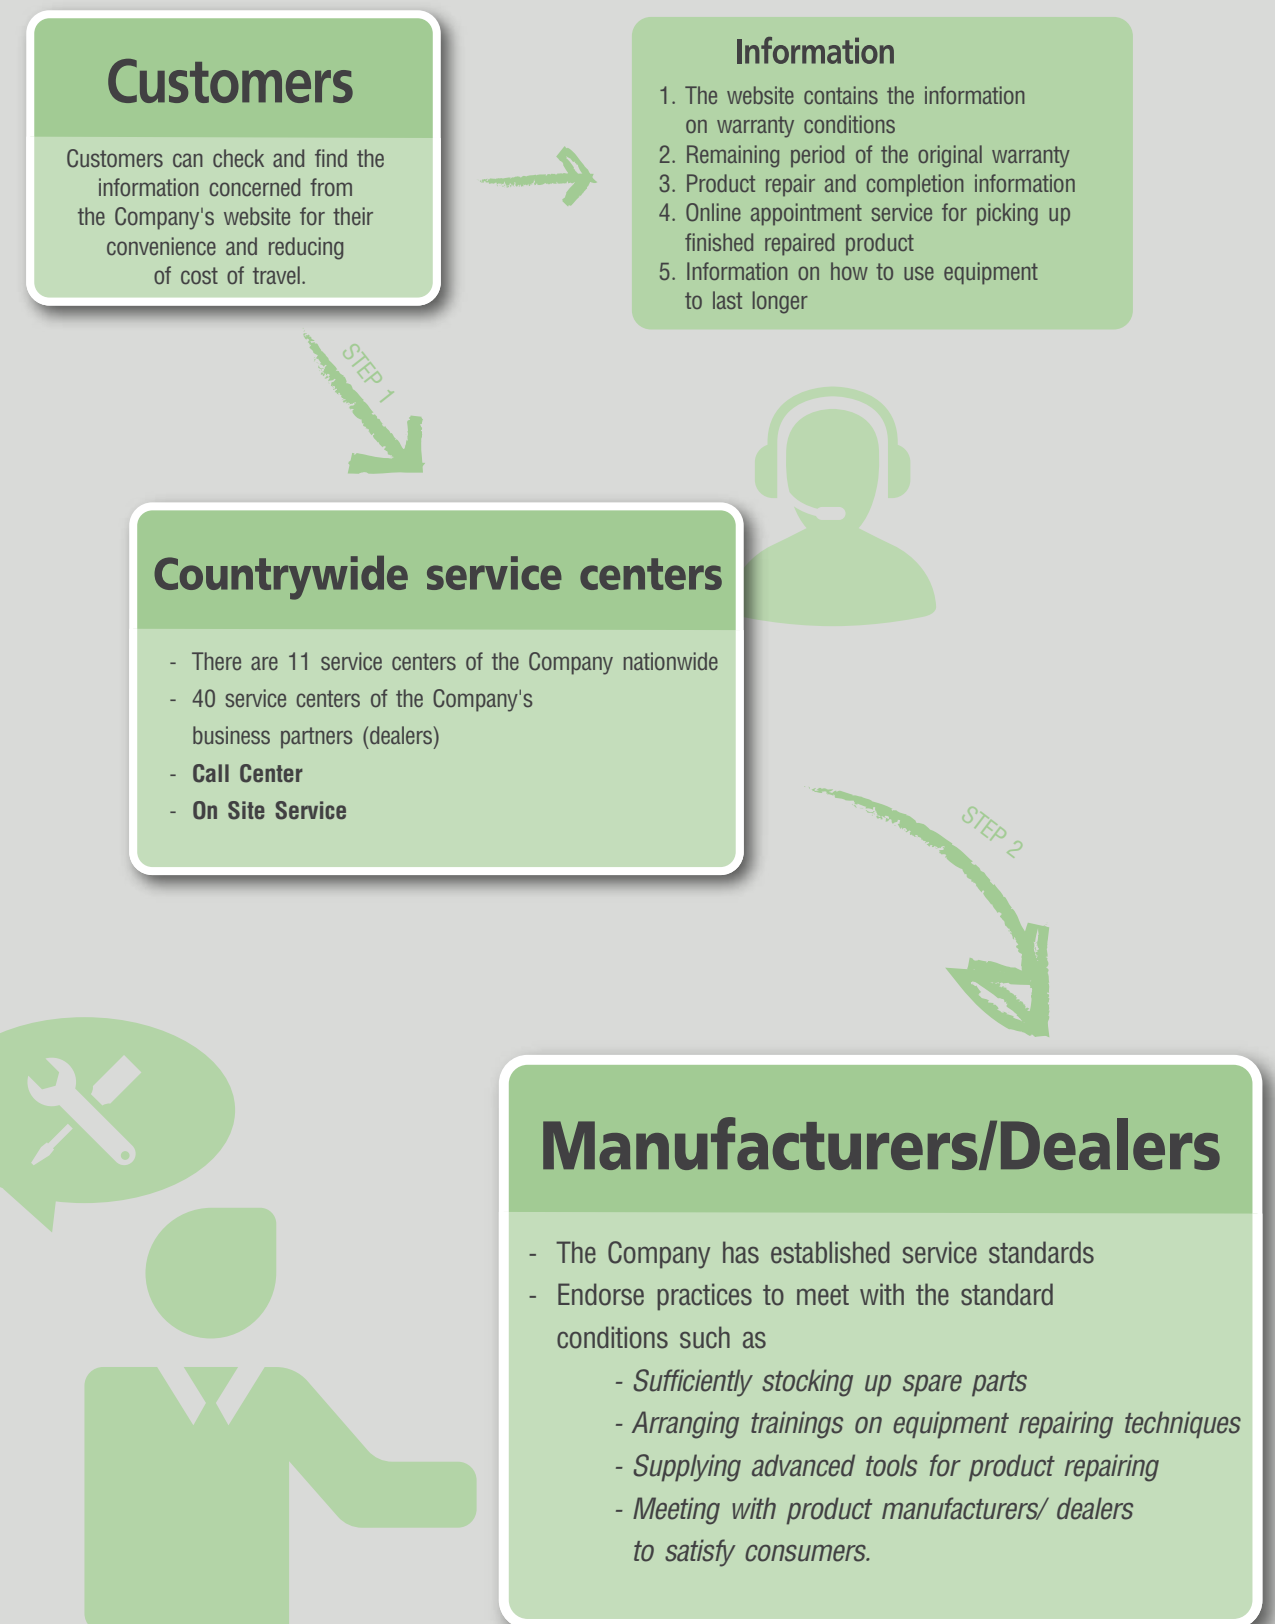 Customers
Customers can check and find the
information concerned from
the Company's website for their
convenience and reducing
of cost of travel.
Information
1. The website contains the information
on warranty conditions
2. Remaining period of the original warranty
3. Product repair and completion information
4. Online appointment service for picking up
finished repaired product
5. Information on how to use equipment
to last longer
STEP 1
Countrywide service centers
- There are 11 service centers of the Company nationwide
- 40 service centers of the Company's
business partners (dealers)
- Call Center
- On Site Service
STEP 2
Manufacturers/Dealers
- The Company has established service standards
- Endorse practices to meet with the standard
conditions such as
- Sufficiently stocking up spare parts
- Arranging trainings on equipment repairing techniques
- Supplying advanced tools for product repairing
- Meeting with product manufacturers/ dealers
to satisfy consumers.